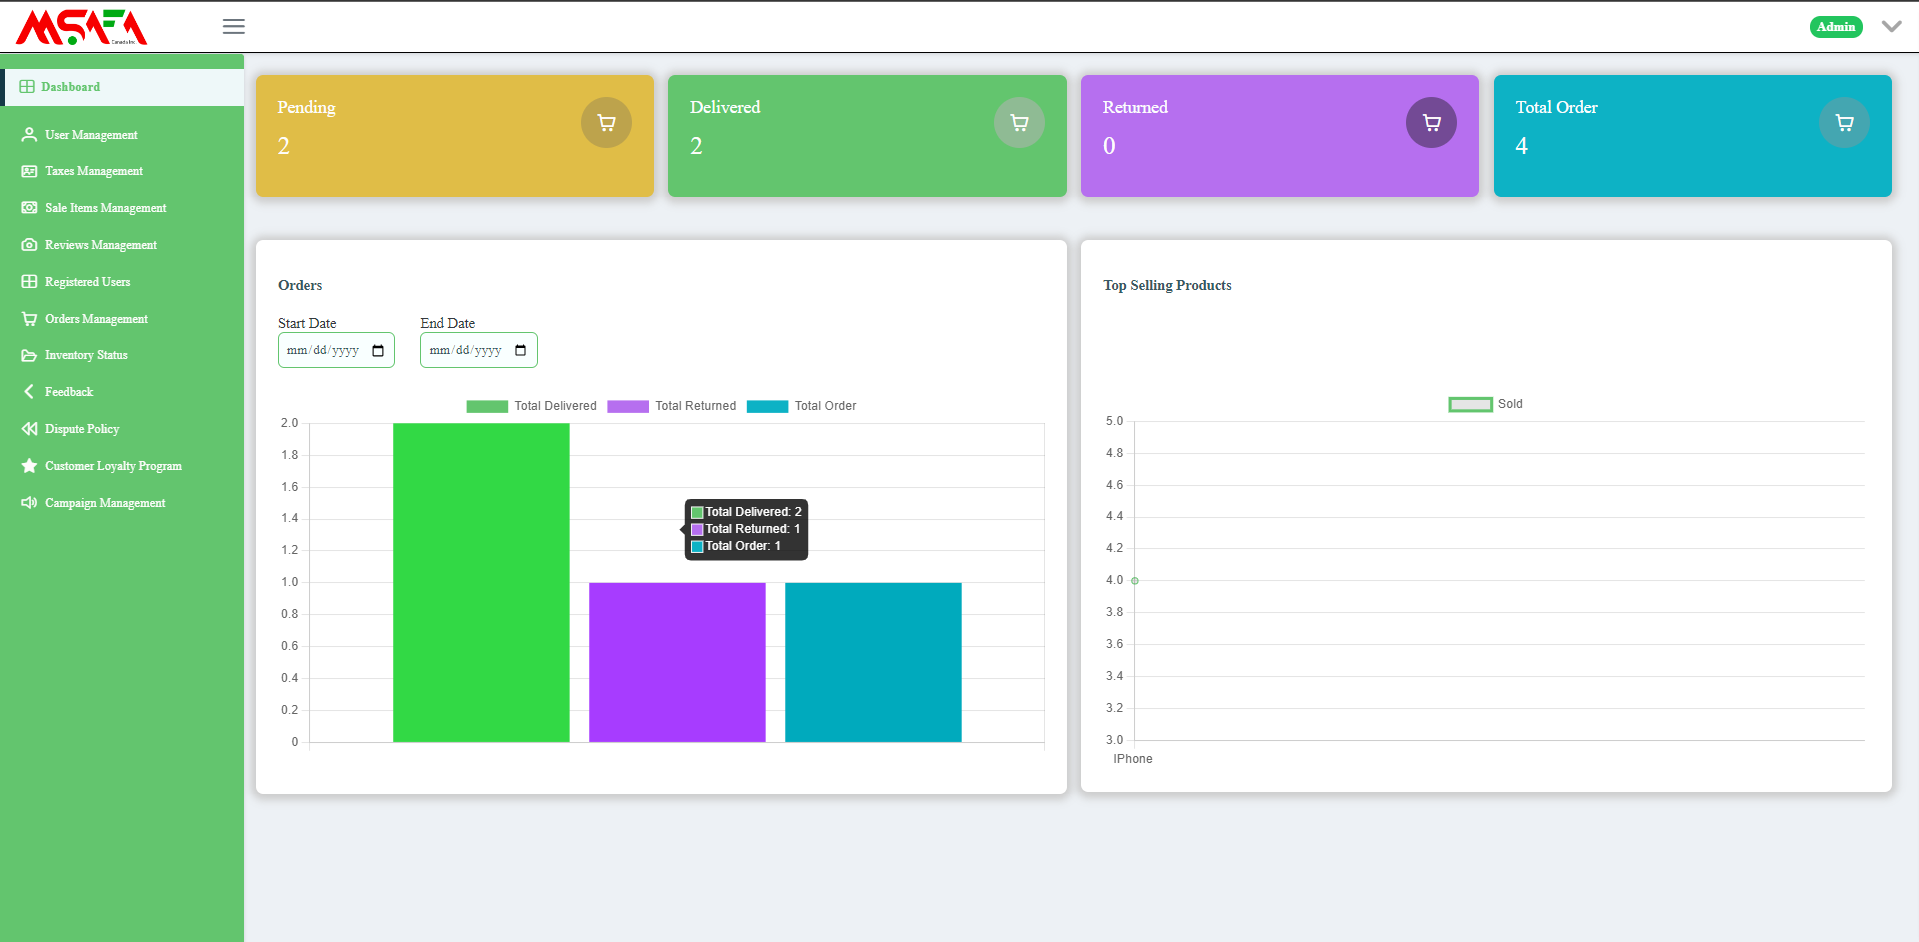 MSAFA
Canada Inc.
Admin
Dashboard
User Management
Taxes Management
Sale Items Management
Reviews Management
Registered Users
Orders Management
Inventory Status
Feedback
Dispute Policy
Customer Loyalty Program
Campaign Management
Pending
2
Delivered
2
Returned
0
Total Order
4
Orders
Start Date End Date
mm/dd/yyyy mm/dd/yyyy
Total Delivered Total Returned Total Order
2.0
1.8
1.6
1.4
1.2
1.0
0.8
0.6
0.4
0.2
0
Total Delivered: 2
Total Returned: 1
Total Order: 1
Top Selling Products
Sold
5.0
4.8
4.6
4.4
4.2
4.0
3.8
3.6
3.4
3.2
3.0
IPhone